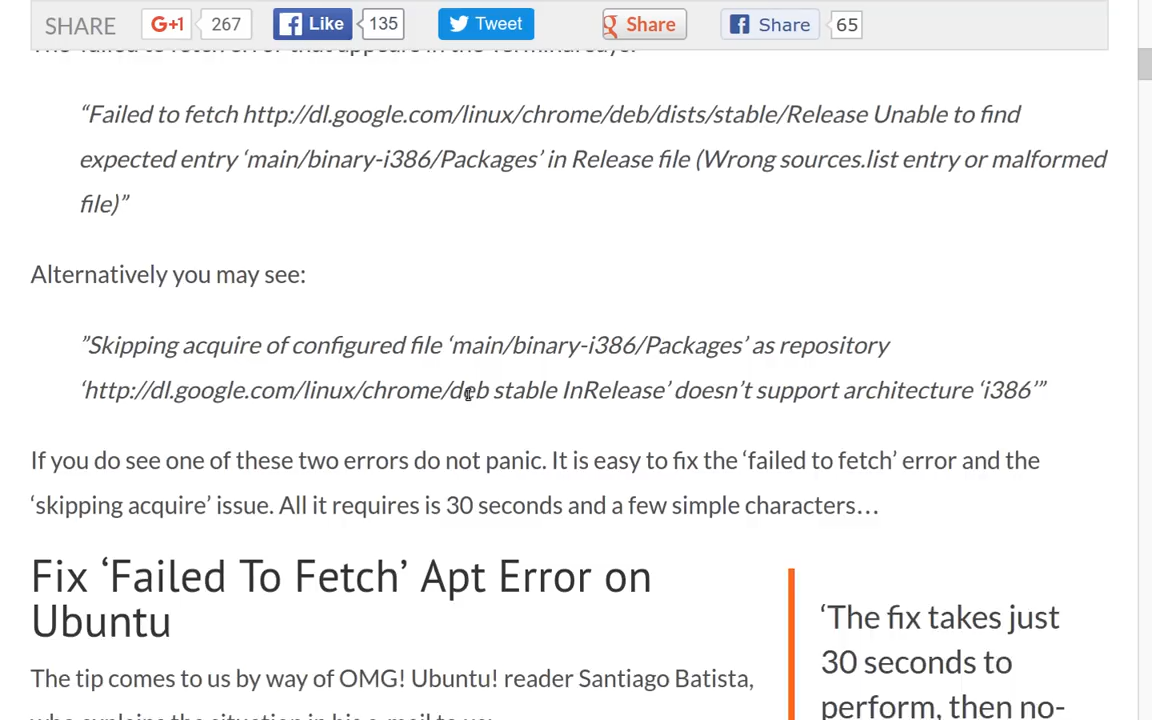 SHARE G+1 267 Like 135 Tweet Share Share 65
“Failed to fetch http://dl.google.com/linux/chrome/deb/dists/stable/Release Unable to find
expected entry ‘main/binary-i386/Packages’ in Release file (Wrong sources.list entry or malformed
file)”
Alternatively you may see:
”Skipping acquire of configured file ‘main/binary-i386/Packages’ as repository
‘http://dl.google.com/linux/chrome/deb stable InRelease’ doesn’t support architecture ‘i386’”
If you do see one of these two errors do not panic. It is easy to fix the ‘failed to fetch’ error and the
‘skipping acquire’ issue. All it requires is 30 seconds and a few simple characters…
Fix ‘Failed To Fetch’ Apt Error on
Ubuntu
The tip comes to us by way of OMG! Ubuntu! reader Santiago Batista,
‘The fix takes just
30 seconds to
perform, then no-